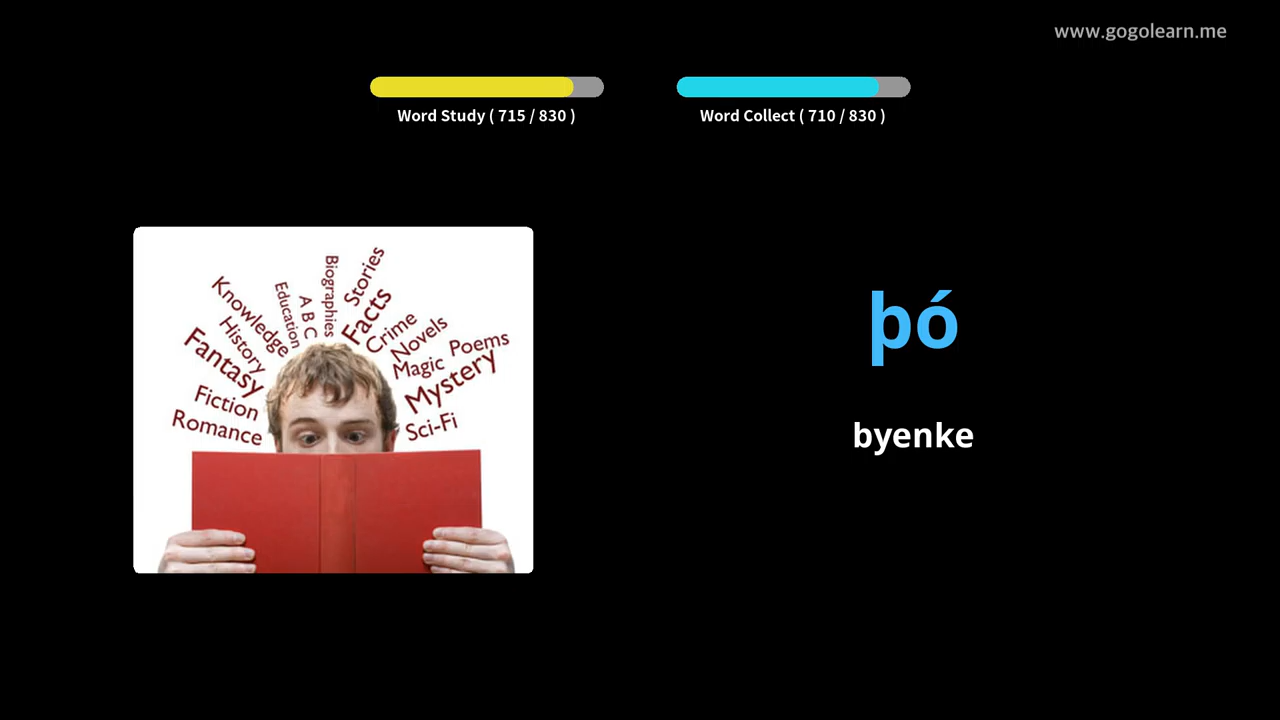 www.gogolearn.me
Word Study ( 715 / 830 )
Word Collect ( 710 / 830 )
Biographies
Stories
Education
A B C
Facts
Knowledge
Crime
History
Novels
Fantasy
Magic
Poems
Mystery
Fiction
Sci-Fi
Romance
þó
byenke